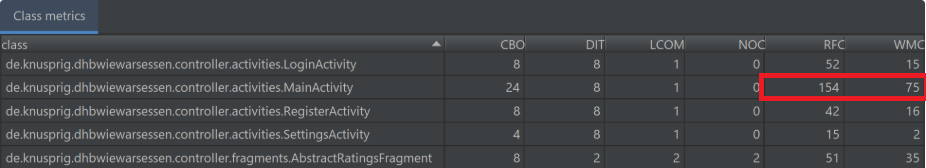 Class metrics
class CBO DIT LCOM NOC RFC WMC
de.knusprig.dhbwiewarsessen.controller.activities.LoginActivity 8 8 1 0 52 15
de.knusprig.dhbwiewarsessen.controller.activities.MainActivity 24 8 1 0 154 75
de.knusprig.dhbwiewarsessen.controller.activities.RegisterActivity 8 8 1 0 42 16
de.knusprig.dhbwiewarsessen.controller.activities.SettingsActivity 4 8 1 0 15 2
de.knusprig.dhbwiewarsessen.controller.fragments.AbstractRatingsFragment 8 2 2 2 51 35